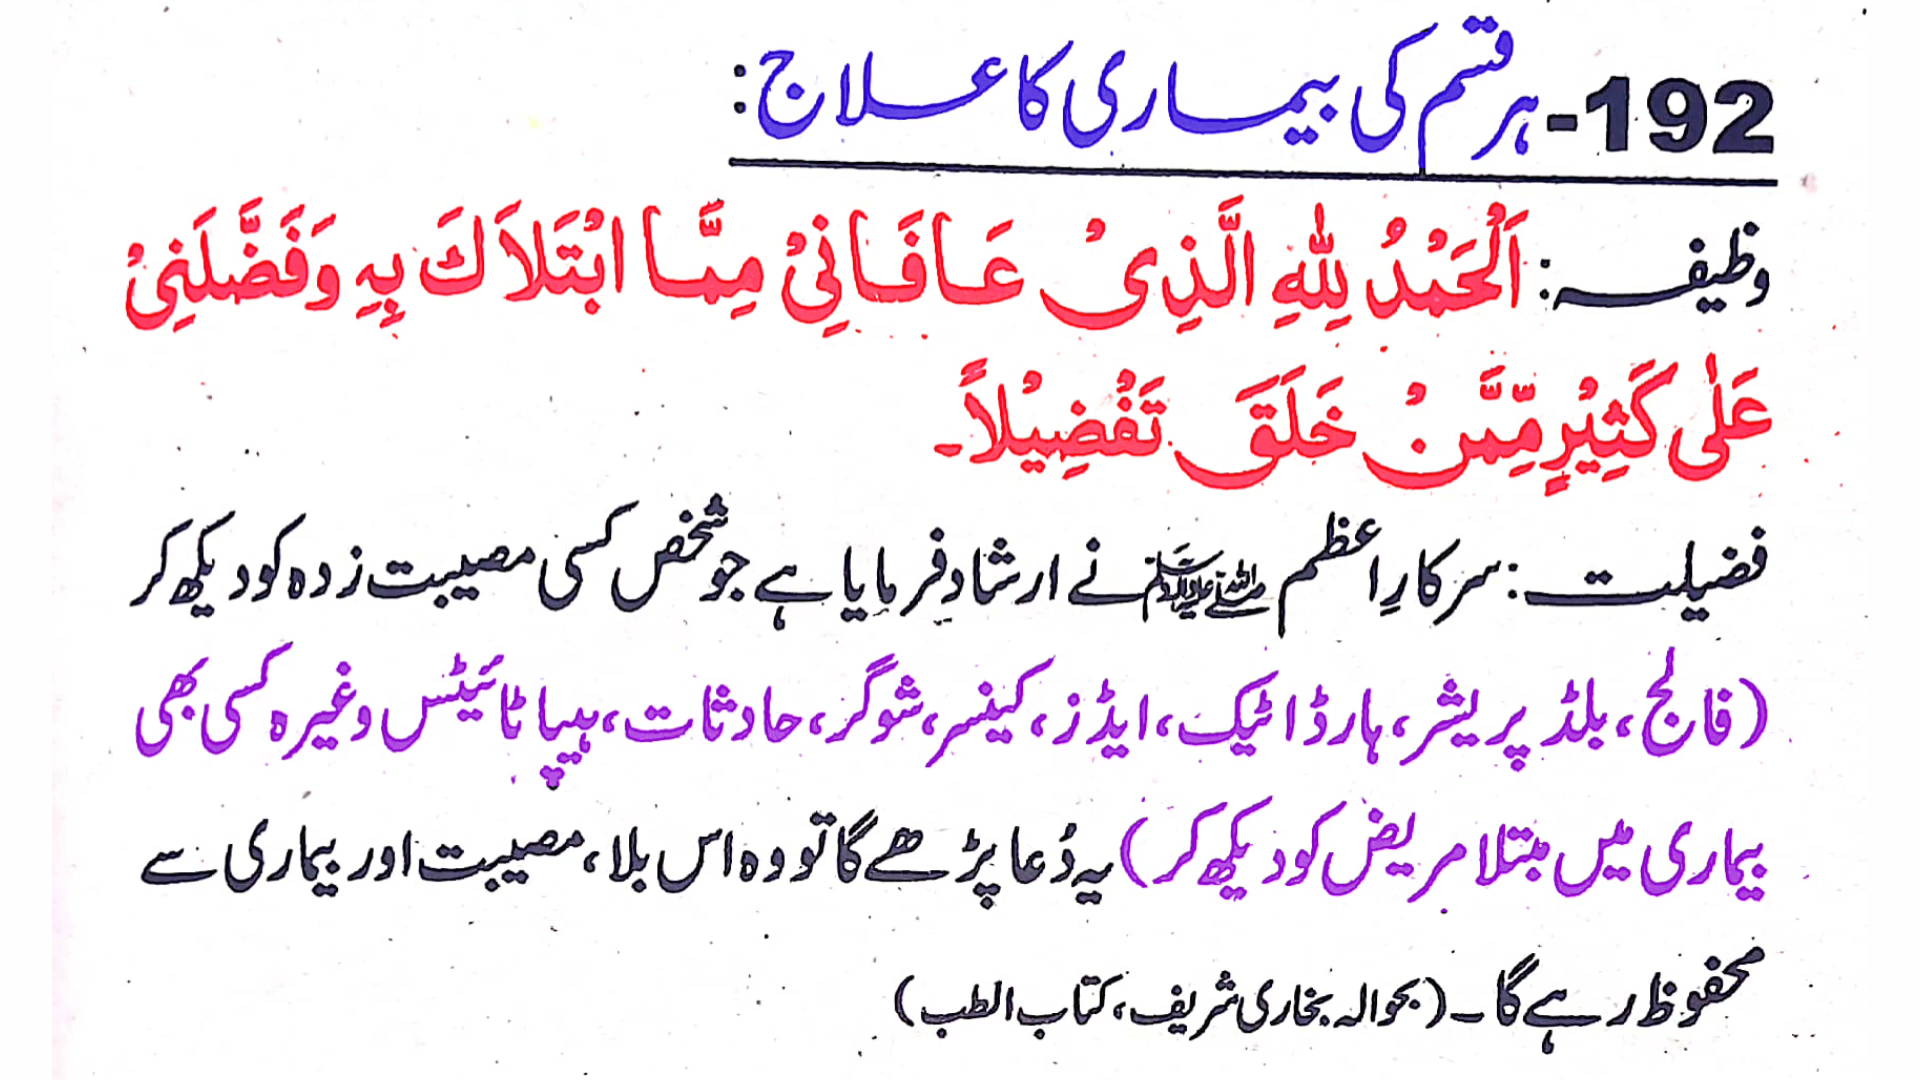 192-ہر قسم کی بیماری کا علاج:
وظیفہ: اَلْحَمْدُ لِلّٰهِ الَّذِیْ عَافَانِیْ مِمَّا ابْتَلَاکَ بِهٖ وَفَضَّلَنِیْ
عَلٰی کَثِیْرٍ مِّمَّنْ خَلَقَ تَفْضِیْلًا۔
فضیلت: سرکارِ اعظم ﷺ نے ارشاد فرمایا ہے جو شخص کسی مصیبت زدہ کو دیکھ کر
(فالج، بلڈ پریشر، ہارڈ اٹیک، ایڈز، کینسر، شوگر، حادثات، ہیپاٹائیٹس وغیرہ کسی بھی
بیماری میں مبتلا مریض کو دیکھ کر) یہ دُعا پڑھے گا تو وہ اس بلا، مصیبت اور بیماری سے
محفوظ رہے گا۔ (بحوالہ بخاری شریف، کتاب الطب)